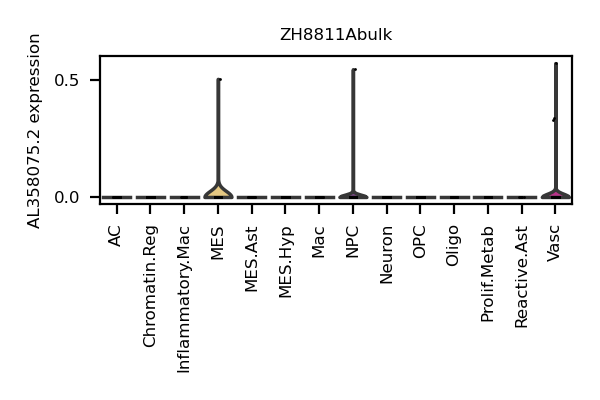 ZH8811Abulk
AL358075.2 expression
0.5
0.0
AC
Chromatin.Reg
Inflammatory.Mac
MES
MES.Ast
MES.Hyp
Mac
NPC
Neuron
OPC
Oligo
Prolif.Metab
Reactive.Ast
Vasc